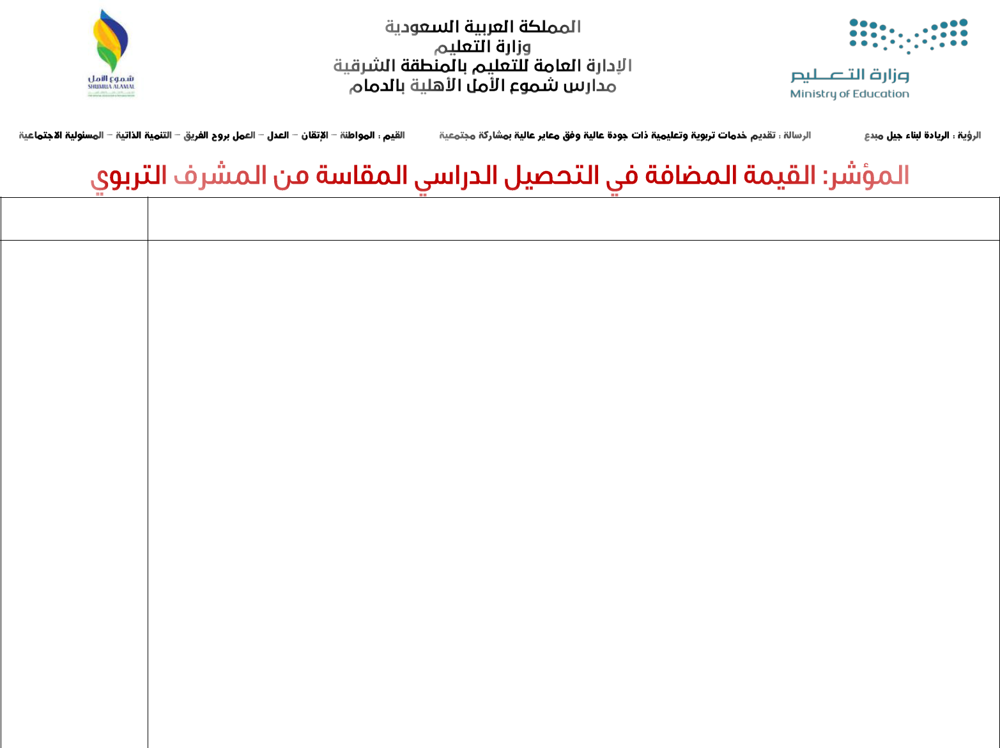 المملكة العربية السعودية
وزارة التعليم
الإدارة العامة للتعليم بالمنطقة الشرقية
مدارس شموع الأمل الأهلية بالدمام
وزارة التعـــليم
Ministry of Education
شموع الأمل
SHUMUA ALAMAL
الرؤية : الريادة لبناء جيل مبدع
الرسالة : تقديم خدمات تربوية وتعليمية ذات جودة عالية وفق معاير عالية بمشاركة مجتمعية
القيم : المواطنة – الإتقان – العدل – العمل بروح الفريق – التنمية الذاتية – المسئولية الاجتماعية
المؤشر: القيمة المضافة في التحصيل الدراسي المقاسة من المشرف التربوي